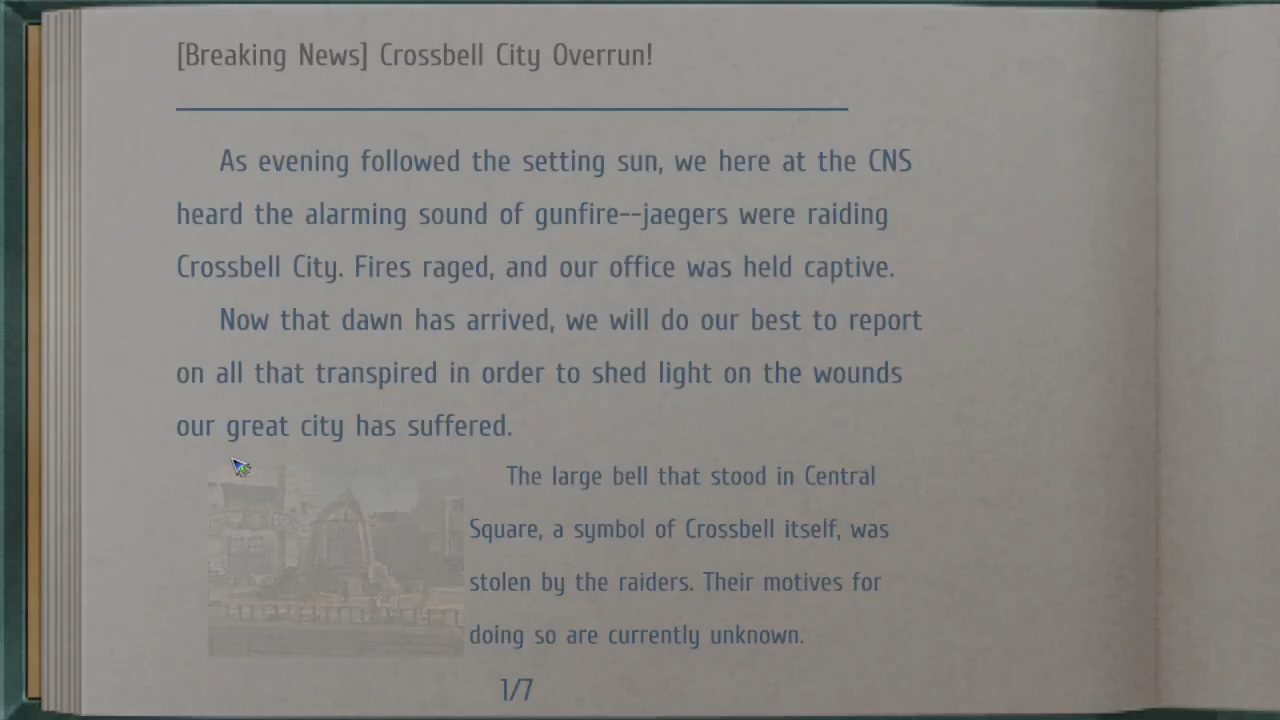 [Breaking News] Crossbell City Overrun!
As evening followed the setting sun, we here at the CNS
heard the alarming sound of gunfire--jaegers were raiding
Crossbell City. Fires raged, and our office was held captive.
Now that dawn has arrived, we will do our best to report
on all that transpired in order to shed light on the wounds
our great city has suffered.
The large bell that stood in Central
Square, a symbol of Crossbell itself, was
stolen by the raiders. Their motives for
doing so are currently unknown.
1/7